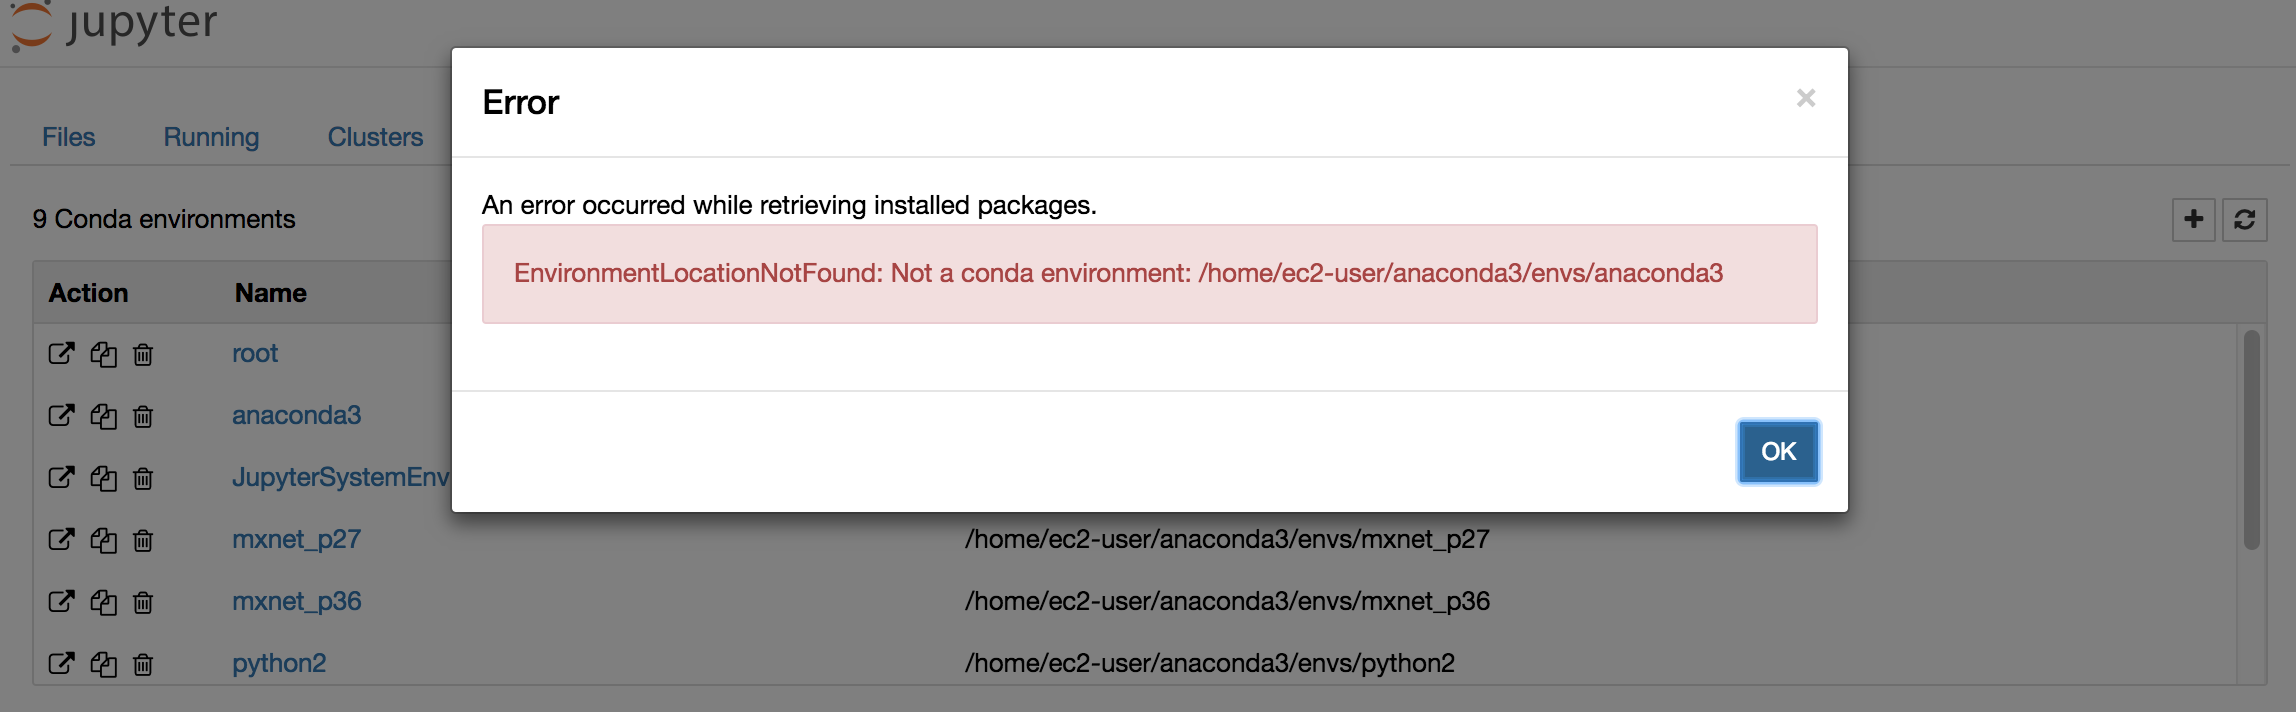 jupyter
Error
×
Files Running Clusters
An error occurred while retrieving installed packages.
9 Conda environments
EnvironmentLocationNotFound: Not a conda environment: /home/ec2-user/anaconda3/envs/anaconda3
Action Name
root
anaconda3
OK
JupyterSystemEnv
mxnet_p27 /home/ec2-user/anaconda3/envs/mxnet_p27
mxnet_p36 /home/ec2-user/anaconda3/envs/mxnet_p36
python2 /home/ec2-user/anaconda3/envs/python2